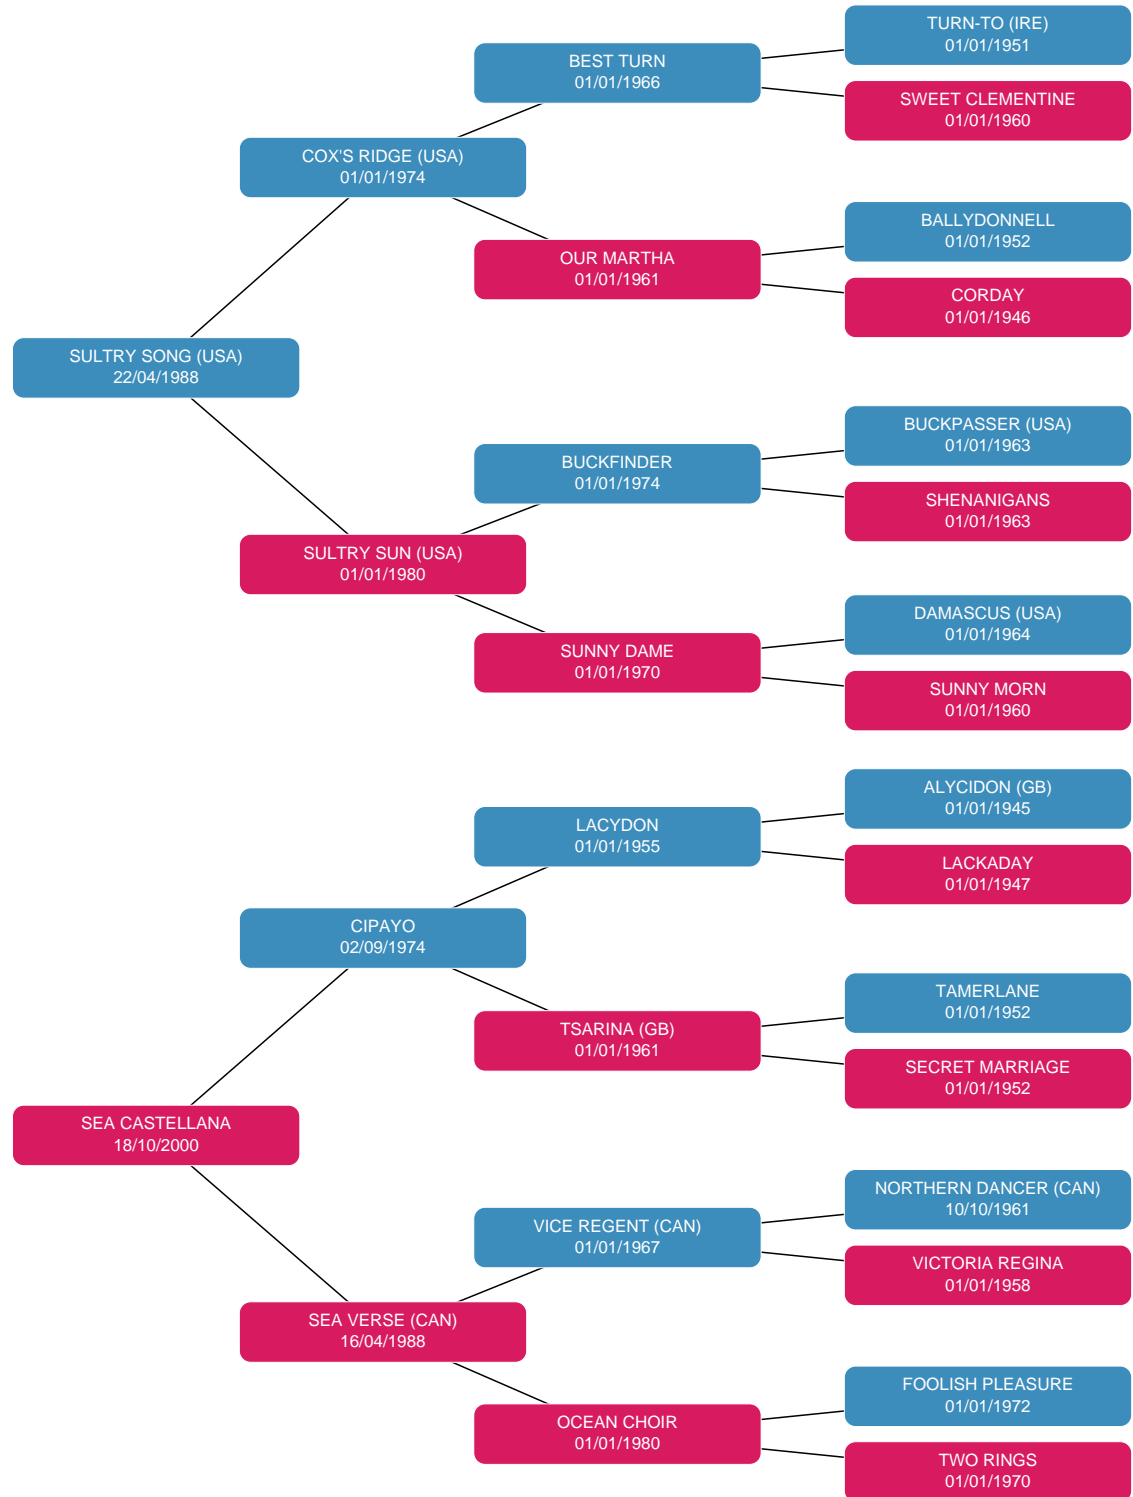 TURN-TO (IRE)
01/01/1951
BEST TURN
01/01/1966
SWEET CLEMENTINE
01/01/1960
COX'S RIDGE (USA)
01/01/1974
BALLYDONNELL
01/01/1952
OUR MARTHA
01/01/1961
CORDAY
01/01/1946
SULTRY SONG (USA)
22/04/1988
BUCKPASSER (USA)
01/01/1963
BUCKFINDER
01/01/1974
SHENANIGANS
01/01/1963
SULTRY SUN (USA)
01/01/1980
DAMASCUS (USA)
01/01/1964
SUNNY DAME
01/01/1970
SUNNY MORN
01/01/1960
ALYCIDON (GB)
01/01/1945
LACYDON
01/01/1955
LACKADAY
01/01/1947
CIPAYO
02/09/1974
TAMERLANE
01/01/1952
TSARINA (GB)
01/01/1961
SECRET MARRIAGE
01/01/1952
SEA CASTELLANA
18/10/2000
NORTHERN DANCER (CAN)
10/10/1961
VICE REGENT (CAN)
01/01/1967
VICTORIA REGINA
01/01/1958
SEA VERSE (CAN)
16/04/1988
FOOLISH PLEASURE
01/01/1972
OCEAN CHOIR
01/01/1980
TWO RINGS
01/01/1970